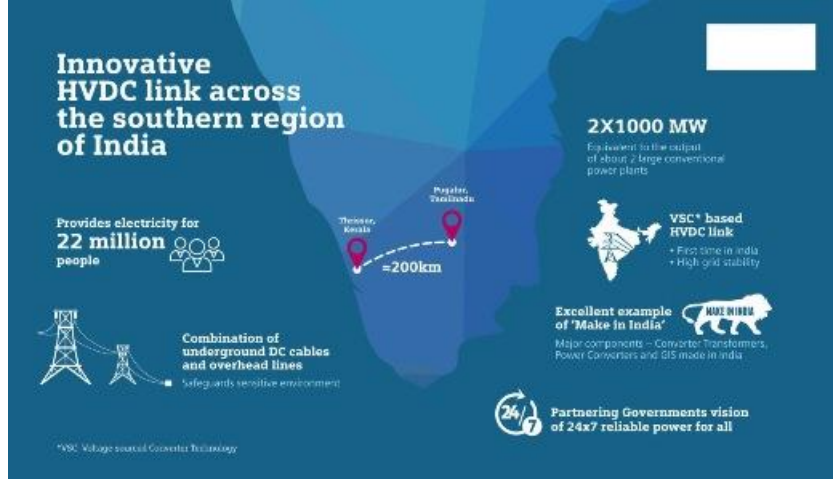 Innovative
HVDC link across
the southern region
of India
Provides electricity for
22 million
people
Combination of
underground DC cables
and overhead lines
Safeguards sensitive environment
*VSC: Voltage sourced Converter Technology
Thrissur,
Kerala
Pugalur,
Tamilnadu
≈200km
2X1000 MW
Equivalent to the output
of about 2 large conventional
power plants
VSC* based
HVDC link
• First time in India
• High grid stability
Excellent example
of 'Make in India'
MAKE IN INDIA
Major components – Converter Transformers,
Power Converters and GIS made in India
24/7
Partnering Governments vision
of 24x7 reliable power for all